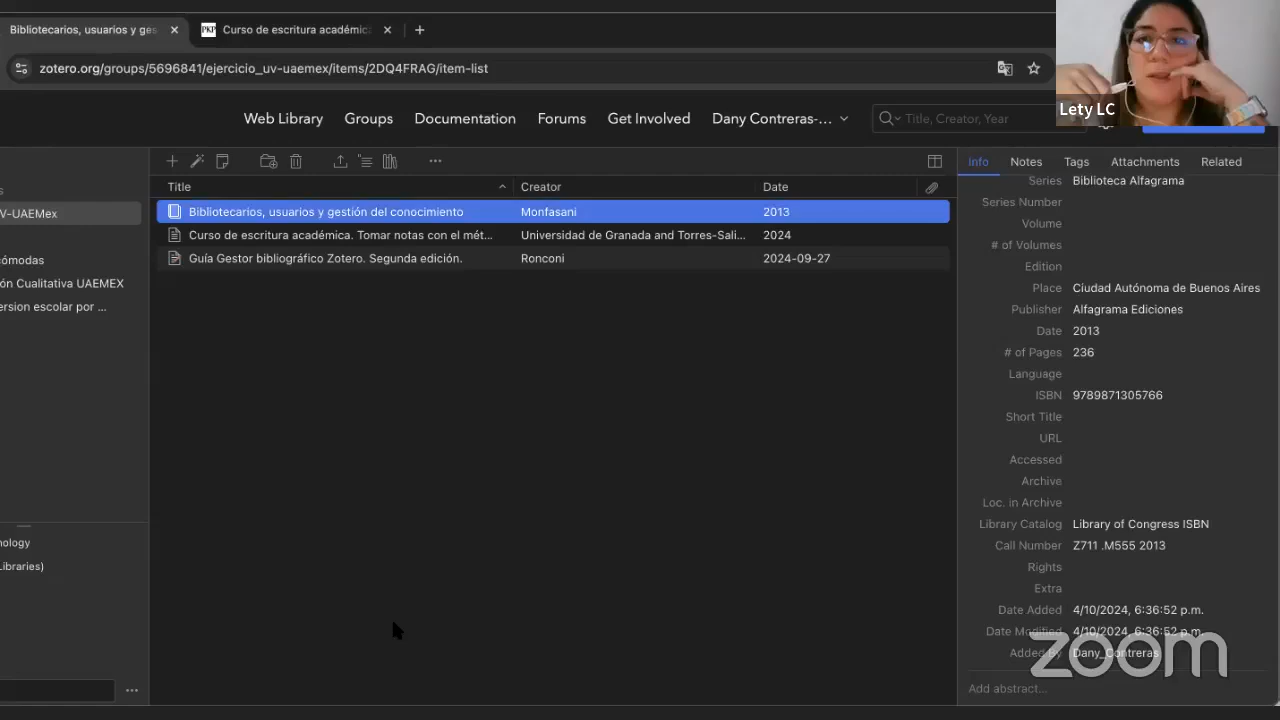 Bibliotecarios, usuarios y ges
PKP Curso de escritura académic
zotero.org/groups/5696841/ejercicio_uv-uaemex/items/2DQ4FRAG/item-list
Lety LC
Web Library Groups Documentation Forums Get Involved Dany Contreras-... Title, Creator, Year
Info Notes Tags Attachments Related
Title Creator Date
Bibliotecarios, usuarios y gestión del conocimiento Monfasani 2013
Curso de escritura académica. Tomar notas con el mét... Universidad de Granada and Torres-Sali... 2024
Guía Gestor bibliográfico Zotero. Segunda edición. Ronconi 2024-09-27
s
V-UAEMex
cómodas
ón Cualitativa UAEMEX
ersion escolar por ...
nology
Libraries)
Series Biblioteca Alfagrama
Series Number
Volume
# of Volumes
Edition
Place Ciudad Autónoma de Buenos Aires
Publisher Alfagrama Ediciones
Date 2013
# of Pages 236
Language
ISBN 9789871305766
Short Title
URL
Accessed
Archive
Loc. in Archive
Library Catalog Library of Congress ISBN
Call Number Z711 .M555 2013
Rights
Extra
Date Added 4/10/2024, 6:36:52 p.m.
Date Modified 4/10/2024, 6:36:52 p.m.
Added By Dany_Contreras
zoom
Add abstract...